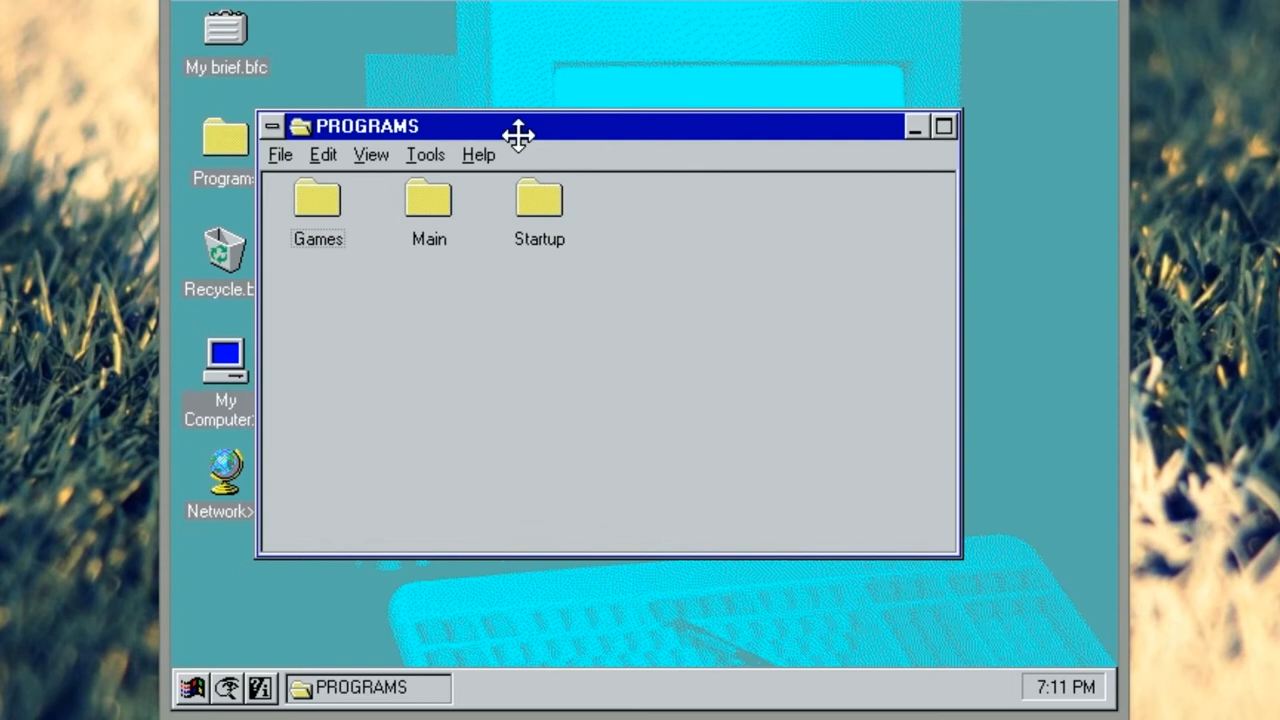 My brief.bfc
PROGRAMS
File Edit View Tools Help
Program
Games Main Startup
Recycle.b
My
Computer
Network>
PROGRAMS
7:11 PM